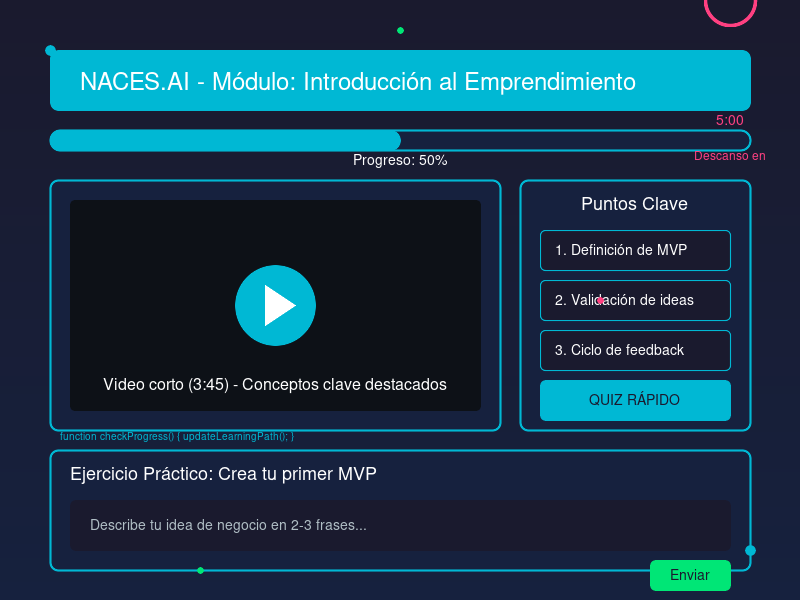 NACES.AI - Módulo: Introducción al Emprendimiento
5:00
Descanso en
Progreso: 50%
Video corto (3:45) - Conceptos clave destacados
Puntos Clave
1. Definición de MVP
2. Validación de ideas
3. Ciclo de feedback
QUIZ RÁPIDO
function checkProgress() { updateLearningPath(); }
Ejercicio Práctico: Crea tu primer MVP
Describe tu idea de negocio en 2-3 frases...
Enviar